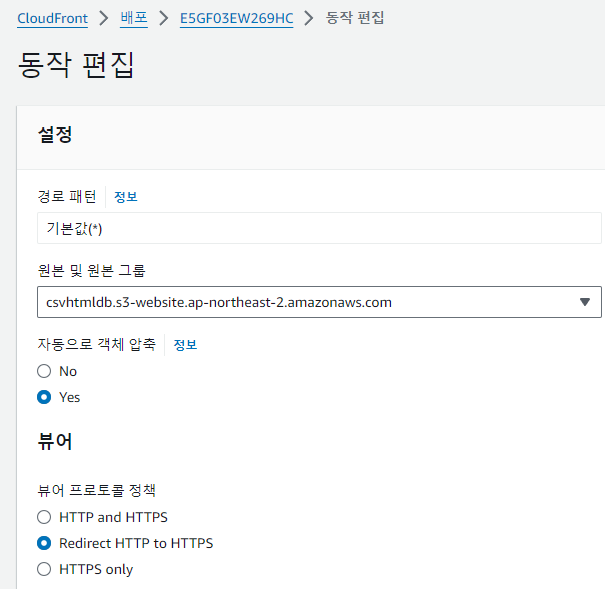 CloudFront > 배포 > E5GF03EW269HC > 동작 편집
동작 편집
설정
경로 패턴 정보
기본값(*)
원본 및 원본 그룹
csvhtmldb.s3-website.ap-northeast-2.amazonaws.com
자동으로 객체 압축 정보
No
Yes
뷰어
뷰어 프로토콜 정책
HTTP and HTTPS
Redirect HTTP to HTTPS
HTTPS only